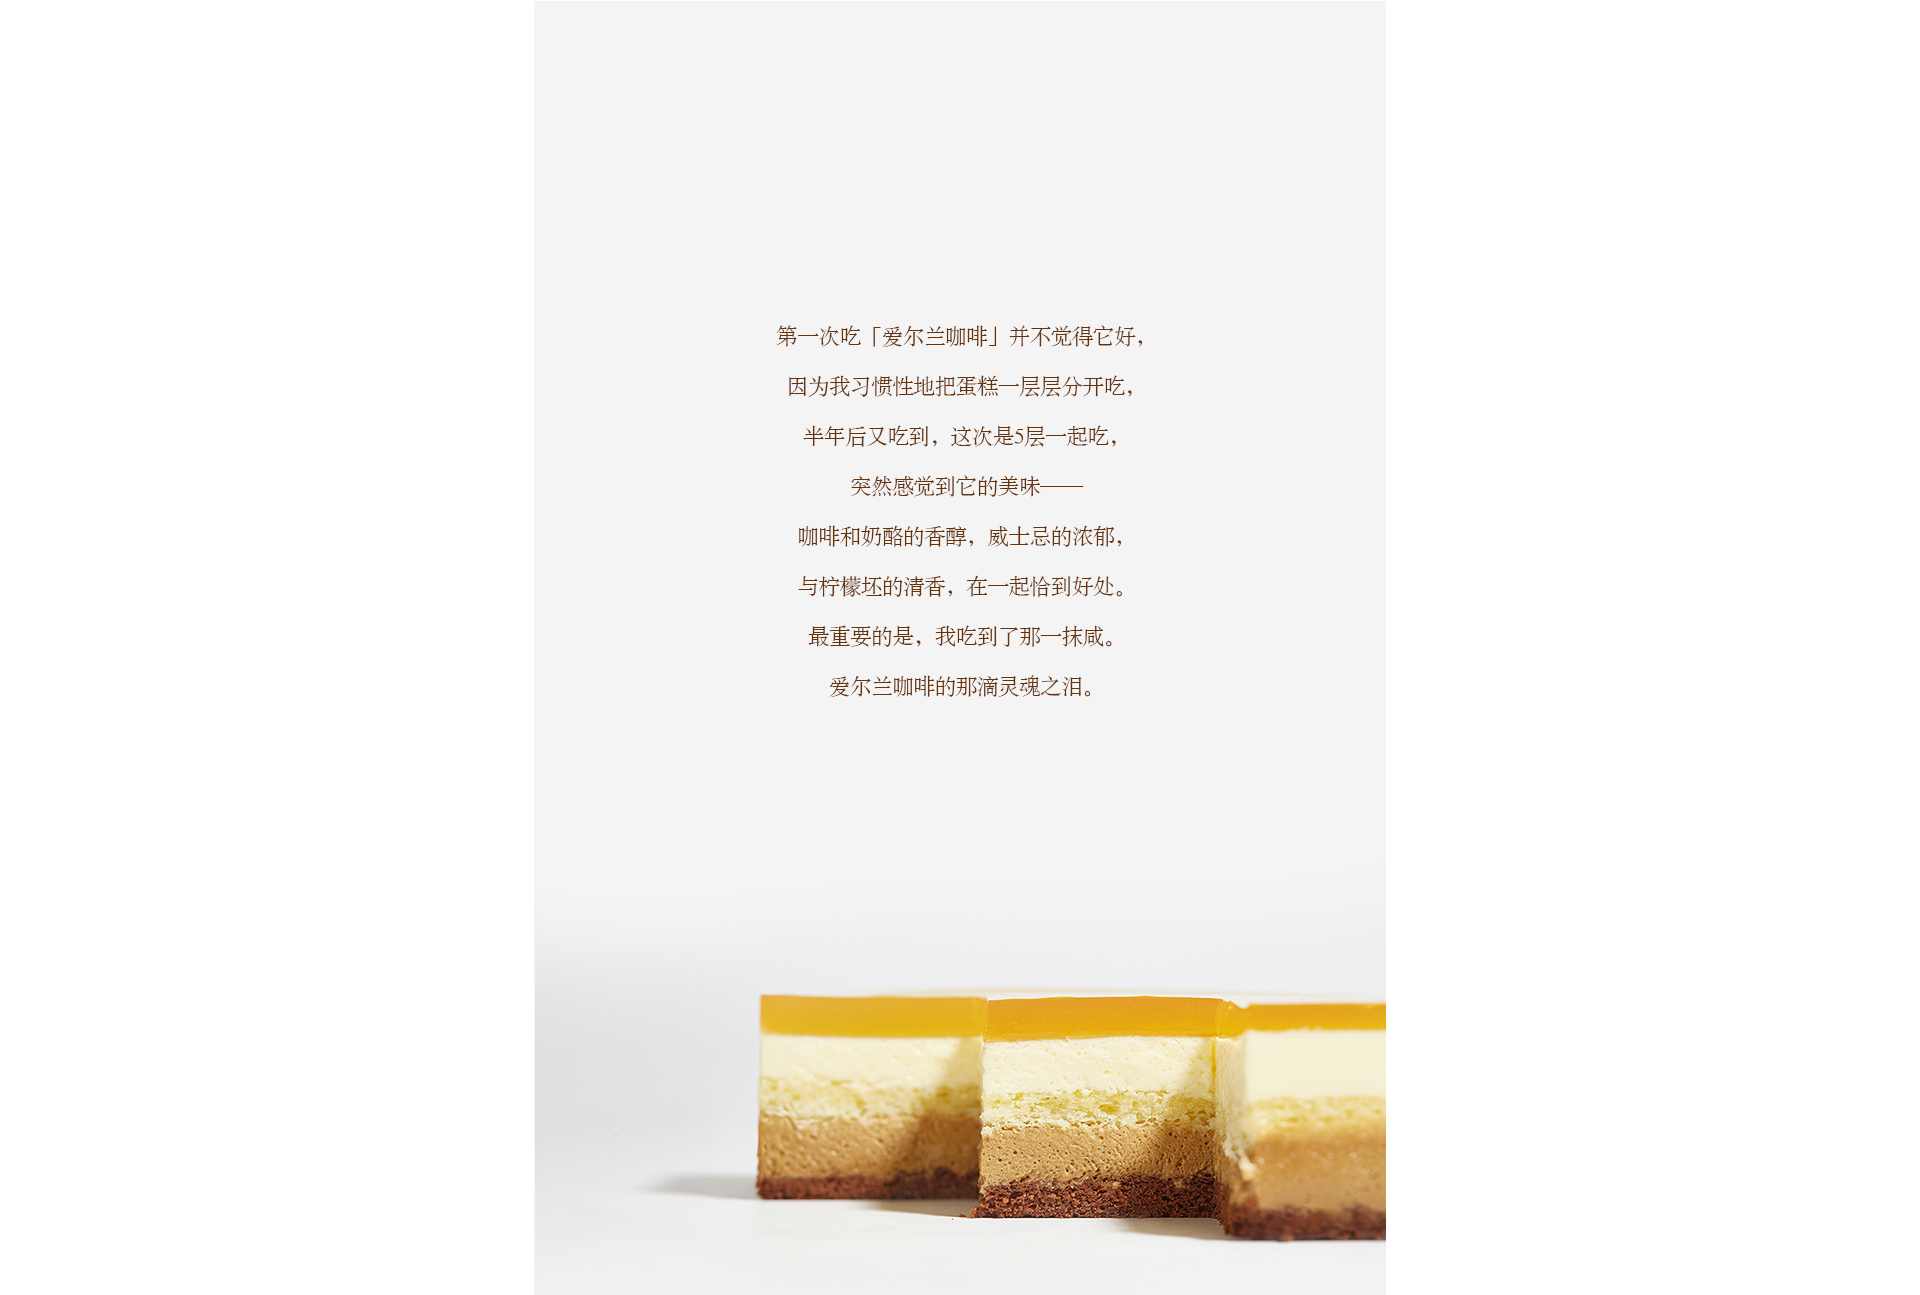 第一次吃「爱尔兰咖啡」并不觉得它好，
因为我习惯性地把蛋糕一层层分开吃，
半年后又吃到，这次是5层一起吃，
突然感觉到它的美味——
咖啡和奶酪的香醇，威士忌的浓郁，
与柠檬坯的清香，在一起恰到好处。
最重要的是，我吃到了那一抹咸。
爱尔兰咖啡的那滴灵魂之泪。